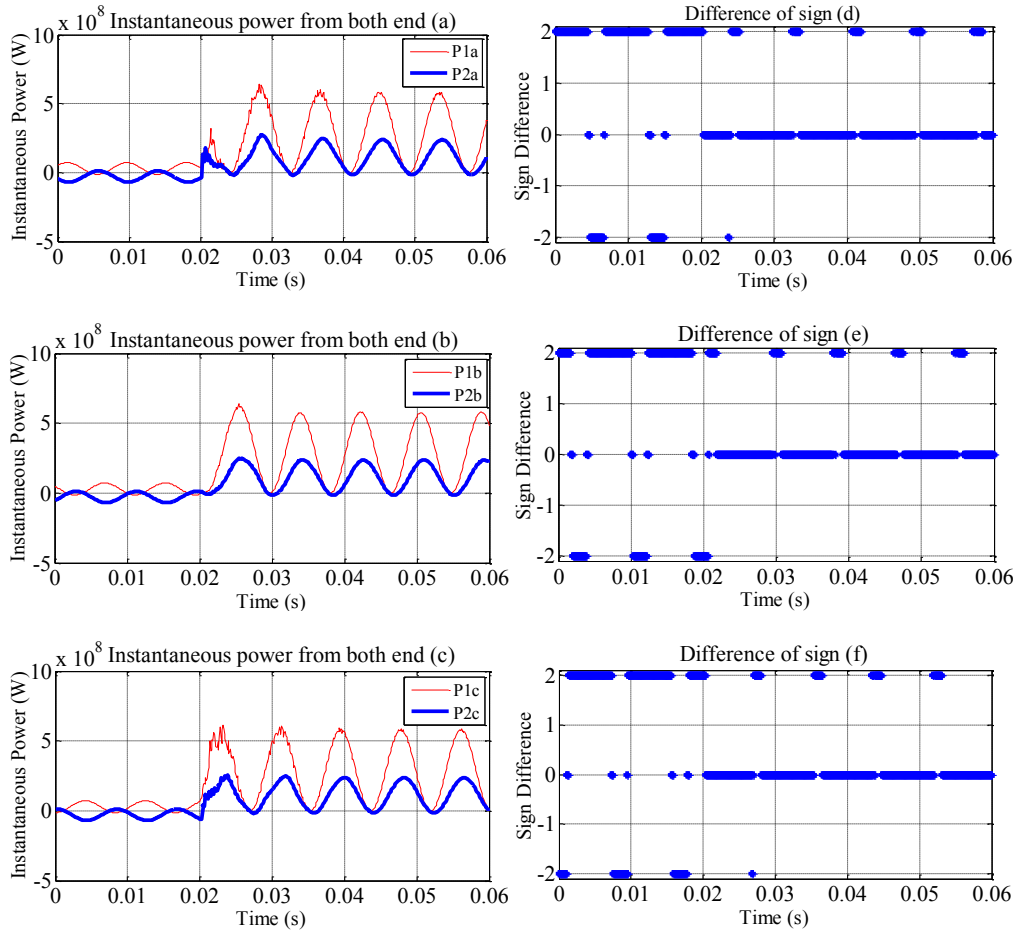 x 10^8 Instantaneous power from both end (a)
Instantaneous Power (W)
10
5
0
-5
P1a
P2a
0 0.01 0.02 0.03 0.04 0.05 0.06
Time (s)
Difference of sign (d)
Sign Difference
2
1
0
-1
-2
0 0.01 0.02 0.03 0.04 0.05 0.06
Time (s)
x 10^8 Instantaneous power from both end (b)
Instantaneous Power (W)
10
5
0
-5
P1b
P2b
0 0.01 0.02 0.03 0.04 0.05 0.06
Time (s)
Difference of sign (e)
Sign Difference
2
1
0
-1
-2
0 0.01 0.02 0.03 0.04 0.05 0.06
Time (s)
x 10^8 Instantaneous power from both end (c)
Instantaneous Power (W)
10
5
0
-5
P1c
P2c
0 0.01 0.02 0.03 0.04 0.05 0.06
Time (s)
Difference of sign (f)
Sign Difference
2
1
0
-1
-2
0 0.01 0.02 0.03 0.04 0.05 0.06
Time (s)